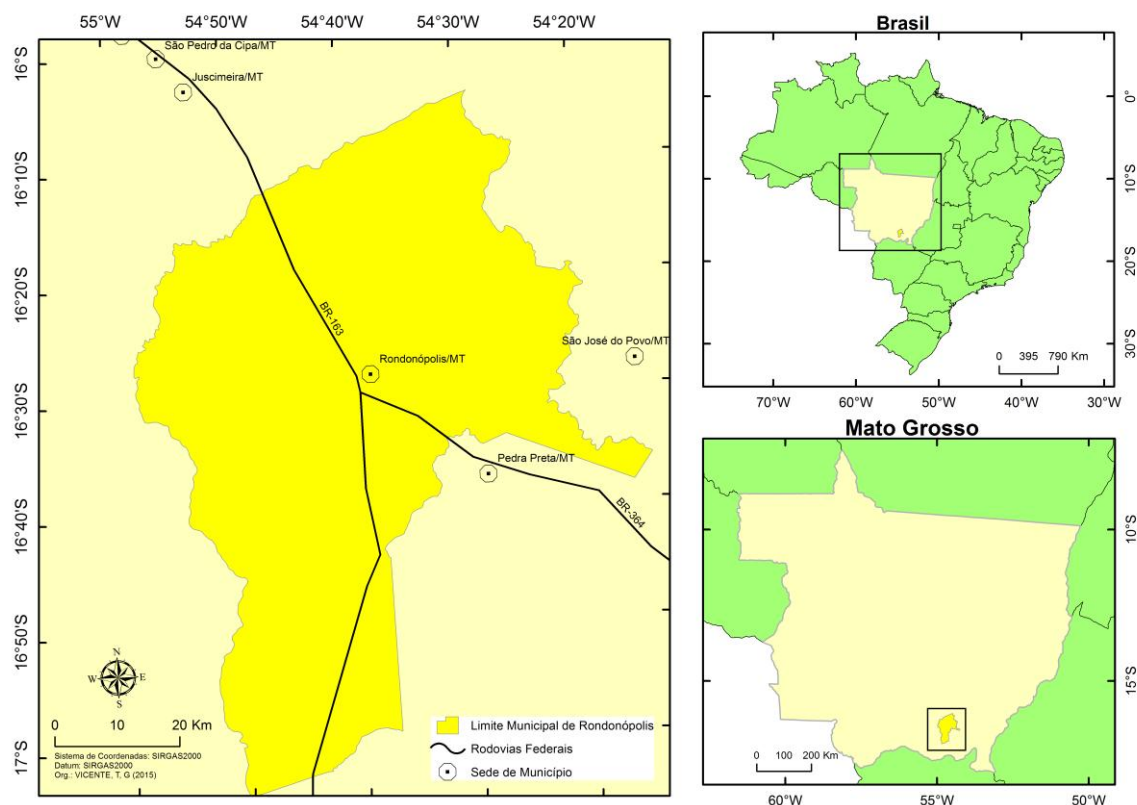 55°W 54°50'W 54°40'W 54°30'W 54°20'W
16°S
16°10'S
16°20'S
16°30'S
16°40'S
16°50'S
17°S
São Pedro da Cipa/MT
Juscimeira/MT
BR-163
São José do Povo/MT
Rondonópolis/MT
Pedra Preta/MT
BR-364
N
W E
S
0 10 20 Km
Sistema de Coordenadas: SIRGAS2000
Datum: SIRGAS2000
Org.: VICENTE, T, G (2015)
Limite Municipal de Rondonópolis
Rodovias Federais
Sede de Município
Brasil
0°
10°S
20°S
30°S
0 395 790 Km
70°W 60°W 50°W 40°W 30°W
Mato Grosso
10°S
15°S
0 100 200 Km
60°W 55°W 50°W